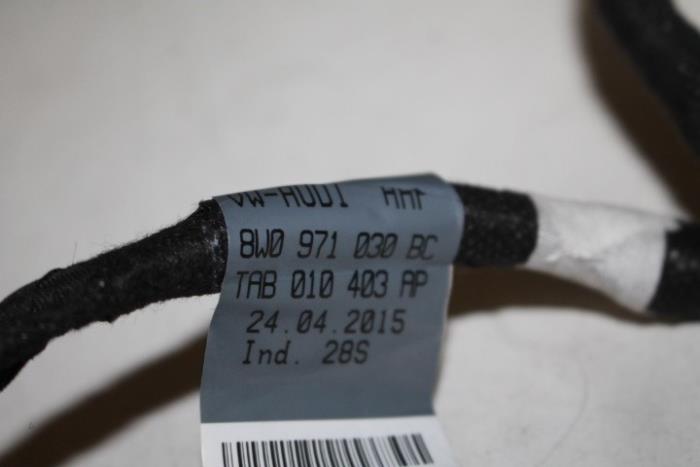 VW-AUDI
8W0 971 030 BC
TAB 010 403 AP
24.04.2015
Ind. 28S